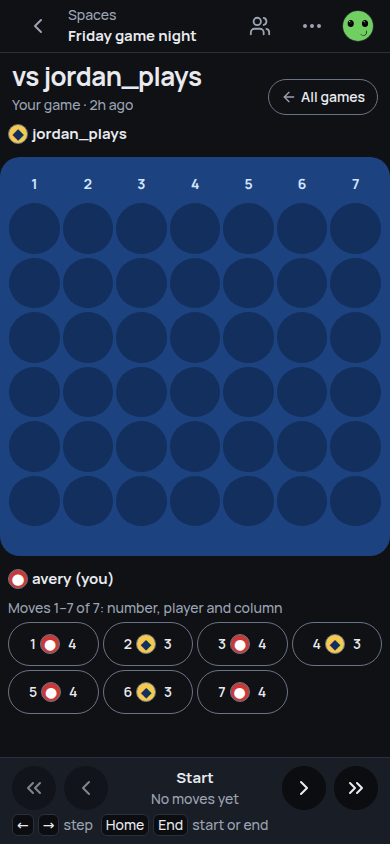 Spaces
Friday game night
vs jordan_plays
Your game · 2h ago
← All games
jordan_plays
1 2 3 4 5 6 7
avery (you)
Moves 1–7 of 7: number, player and column
1 4 2 3 3 4 4 3
5 4 6 3 7 4
Start
No moves yet
← → step Home End start or end